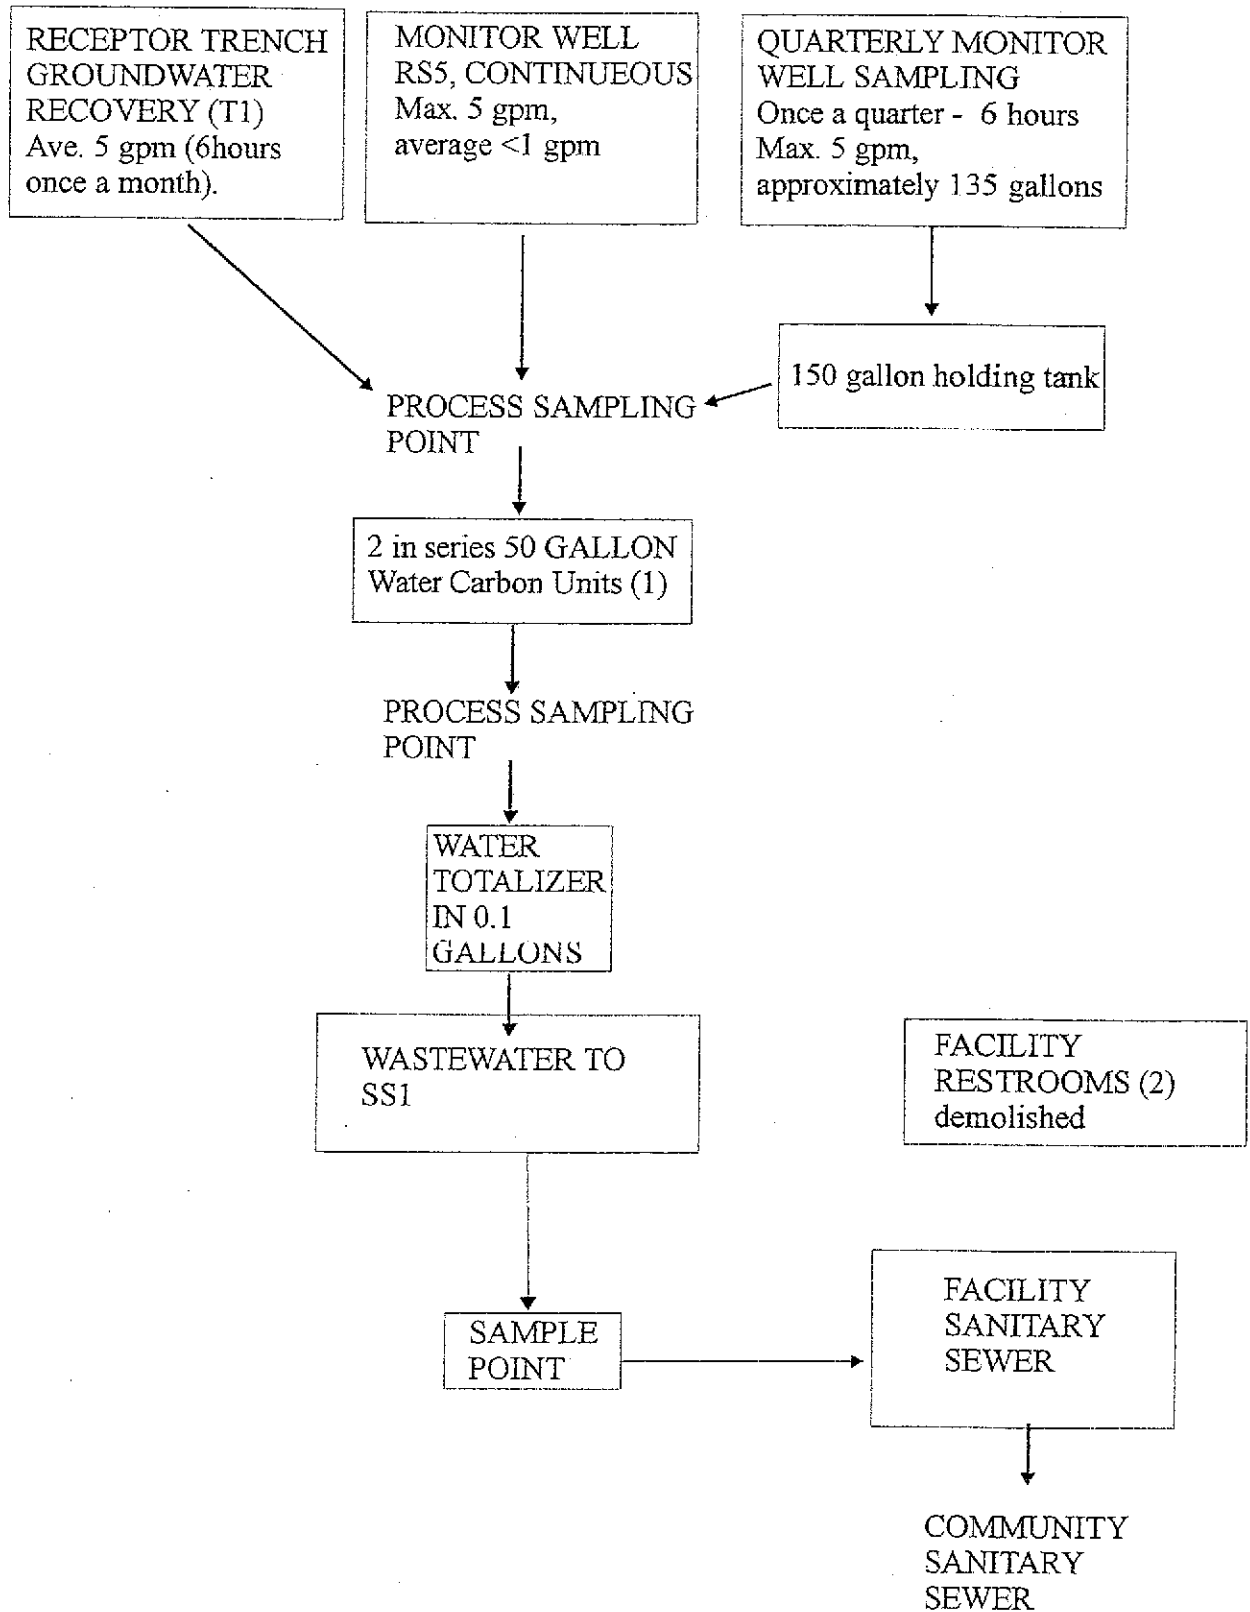 RECEPTOR TRENCH
GROUNDWATER
RECOVERY (T1)
Ave. 5 gpm (6hours
once a month).
MONITOR WELL
RS5, CONTINUEOUS
Max. 5 gpm,
average <1 gpm
QUARTERLY MONITOR
WELL SAMPLING
Once a quarter - 6 hours
Max. 5 gpm,
approximately 135 gallons
150 gallon holding tank
PROCESS SAMPLING
POINT
2 in series 50 GALLON
Water Carbon Units (1)
PROCESS SAMPLING
POINT
WATER
TOTALIZER
IN 0.1
GALLONS
WASTEWATER TO
SS1
FACILITY
RESTROOMS (2)
demolished
SAMPLE
POINT
FACILITY
SANITARY
SEWER
COMMUNITY
SANITARY
SEWER